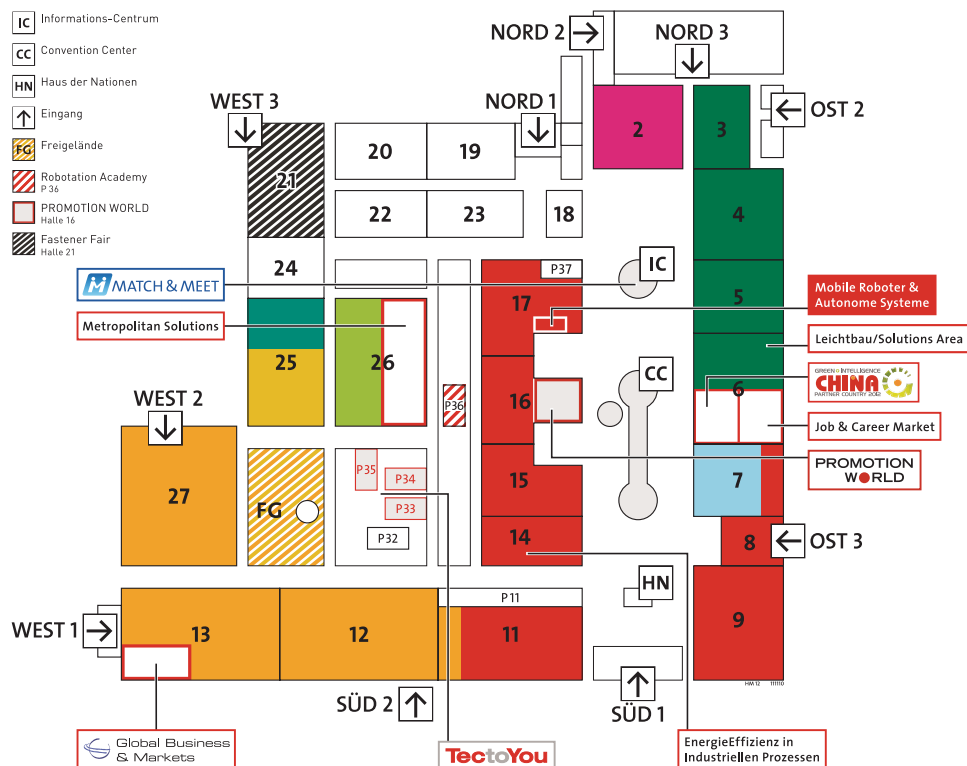 IC Informations-Centrum
CC Convention Center
HN Haus der Nationen
Eingang
FG Freigelände
Robotation Academy
P 36
PROMOTION WORLD
Halle 16
Fastener Fair
Halle 21
NORD 2
NORD 3
WEST 3
NORD 1
OST 2
2
3
20
19
21
4
22
23
18
24
P37
IC
MATCH & MEET
17
5
Mobile Roboter &
Autonome Systeme
Metropolitan Solutions
Leichtbau/Solutions Area
25
26
6
GREEN INTELLIGENCE
CHINA
PARTNER COUNTRY 2012
WEST 2
P36
16
CC
Job & Career Market
PROMOTION
WORLD
27
FG
P35
P34
P33
P32
15
7
14
8
OST 3
HN
P11
WEST 1
13
12
11
9
HM 12 111110
SÜD 2
SÜD 1
Global Business
& Markets
TectoYou
EnergieEffizienz in
Industriellen Prozessen